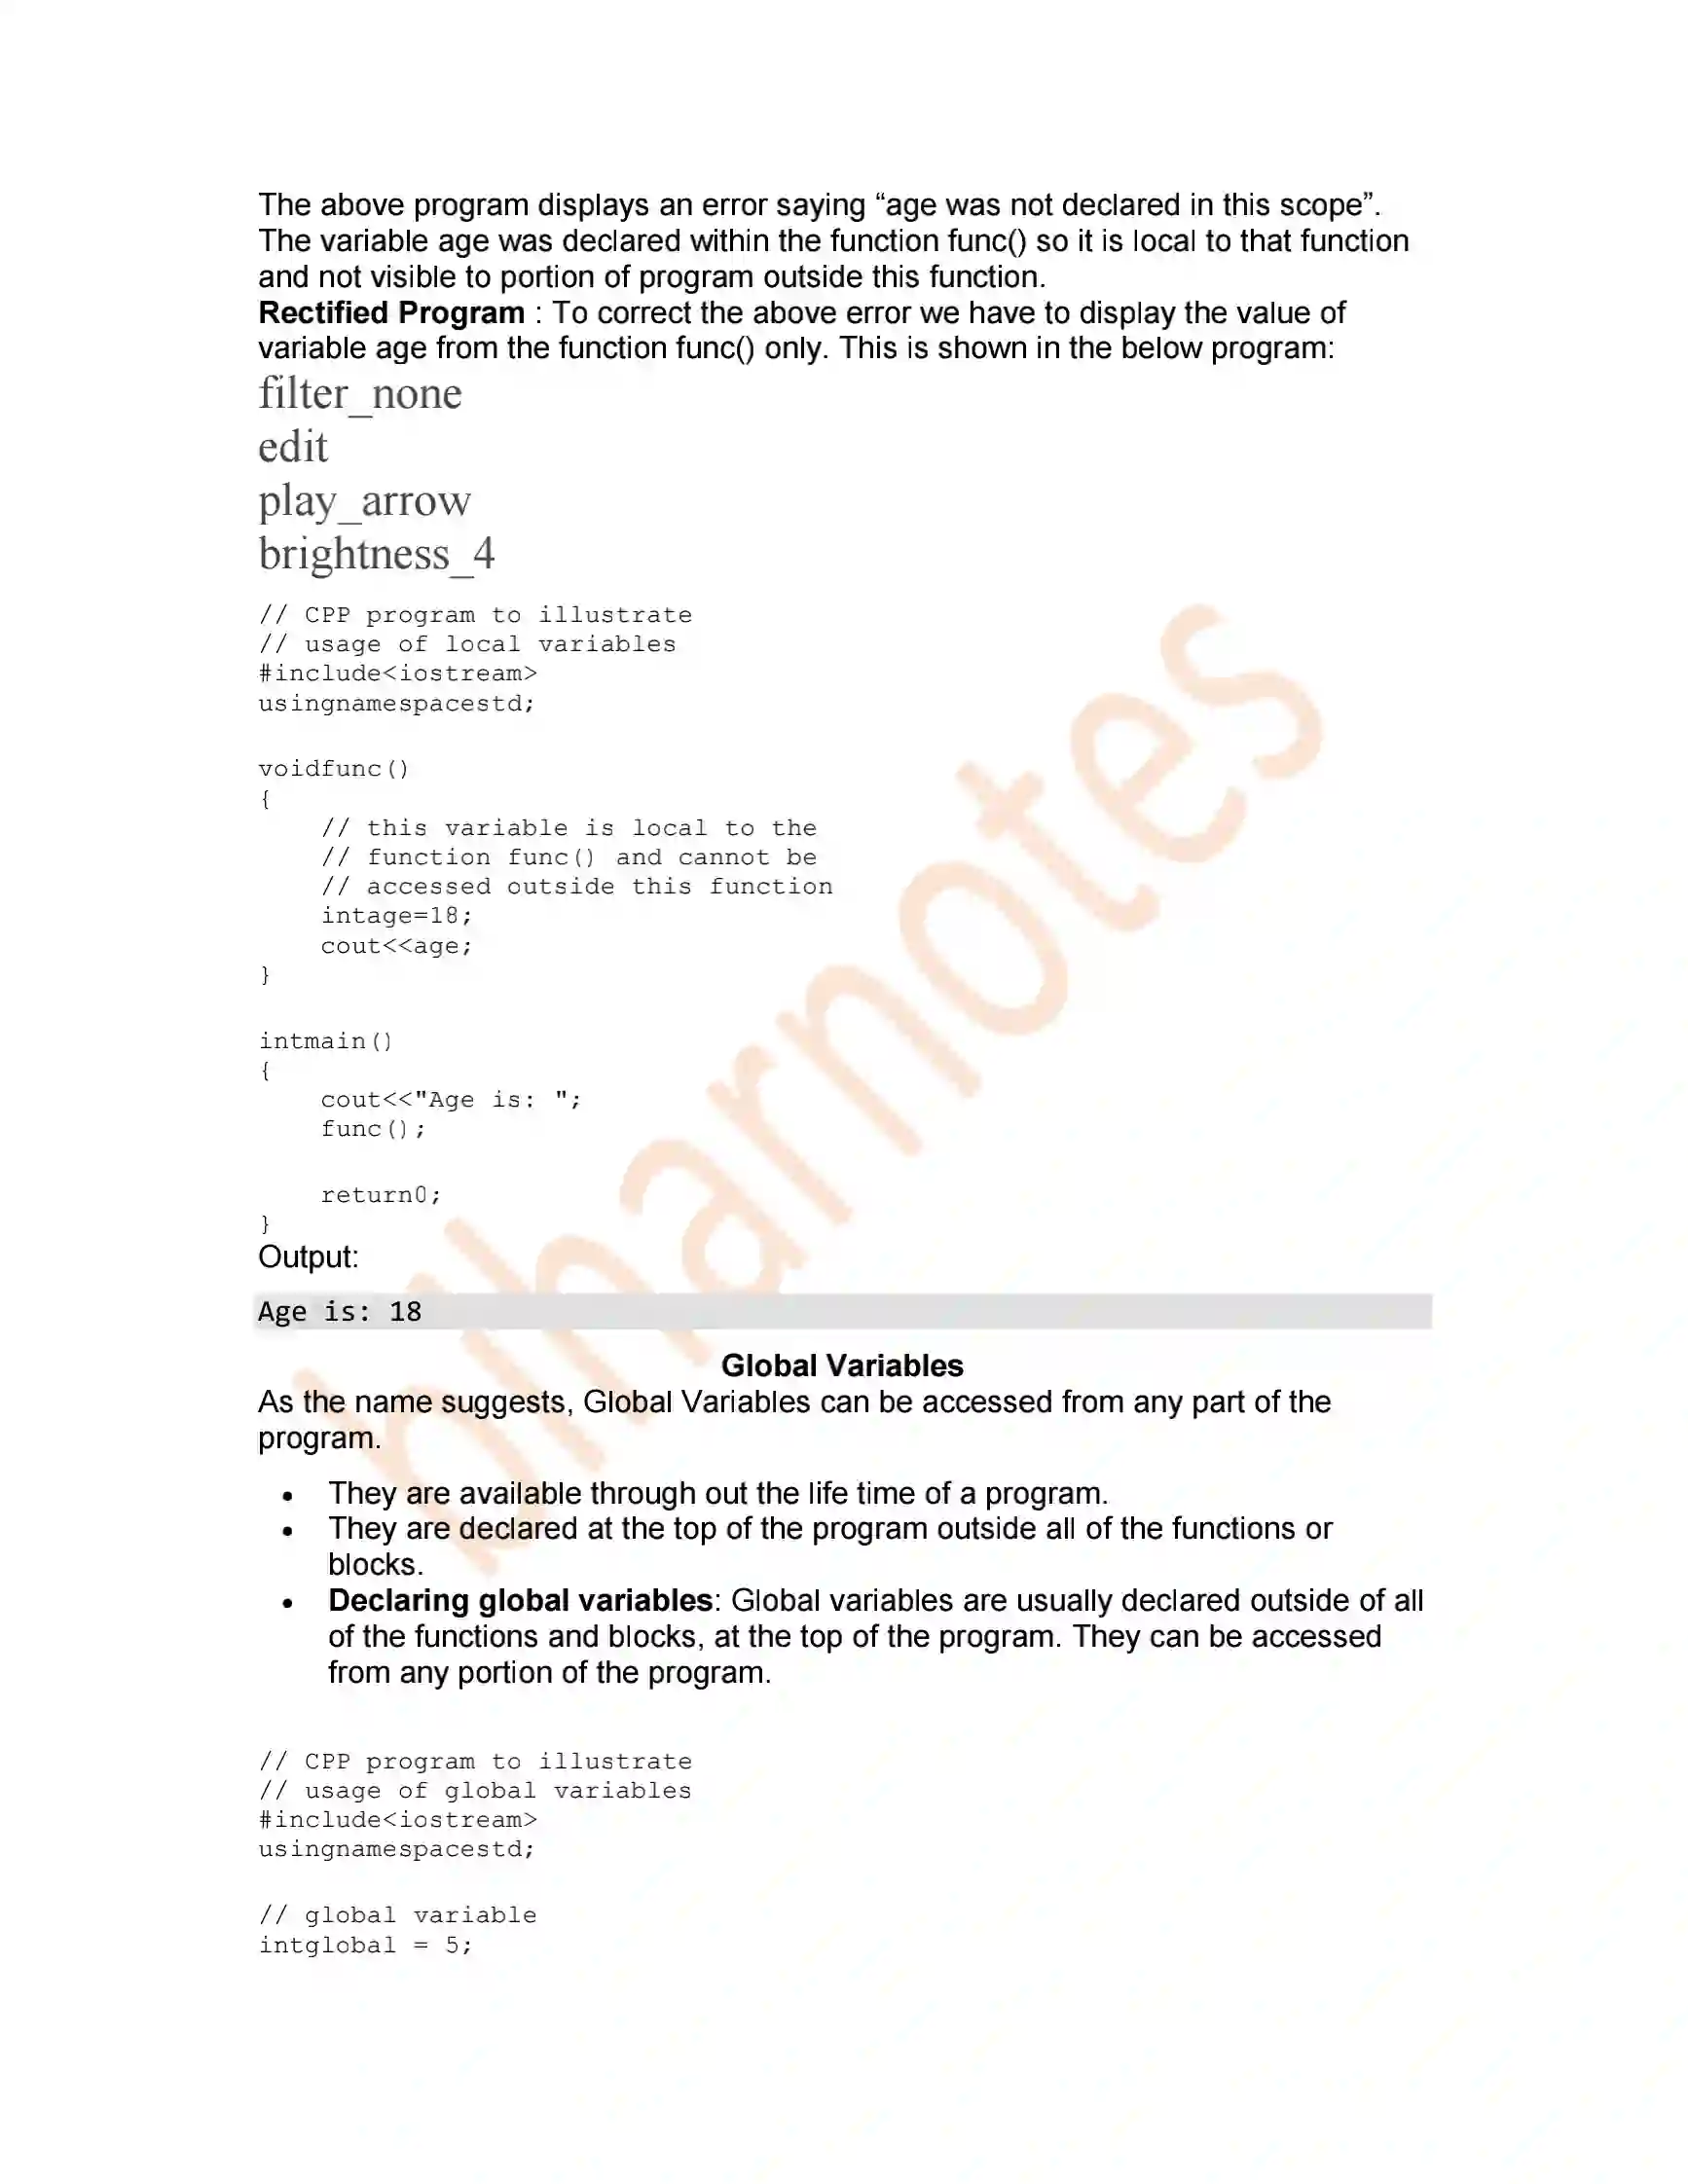 The above program displays an error saying “age was not declared in this scope”.
The variable age was declared within the function func() so it is local to that function
and not visible to portion of program outside this function.
Rectified Program : To correct the above error we have to display the value of
variable age from the function func() only. This is shown in the below program:
filter_none
edit
play_arrow
brightness_4
// CPP program to illustrate
// usage of local variables
#include<iostream>
usingnamespacestd;
voidfunc()
{
// this variable is local to the
// function func() and cannot be
// accessed outside this function
intage=18;
cout<<age;
}
intmain()
{
cout<<"Age is: ";
func();
return0;
}
Output:
Age is: 18
Global Variables
As the name suggests, Global Variables can be accessed from any part of the
program.
• They are available through out the life time of a program.
• They are declared at the top of the program outside all of the functions or
blocks.
• Declaring global variables: Global variables are usually declared outside of all
of the functions and blocks, at the top of the program. They can be accessed
from any portion of the program.
// CPP program to illustrate
// usage of global variables
#include<iostream>
usingnamespacestd;
// global variable
intglobal = 5;
biharnotes